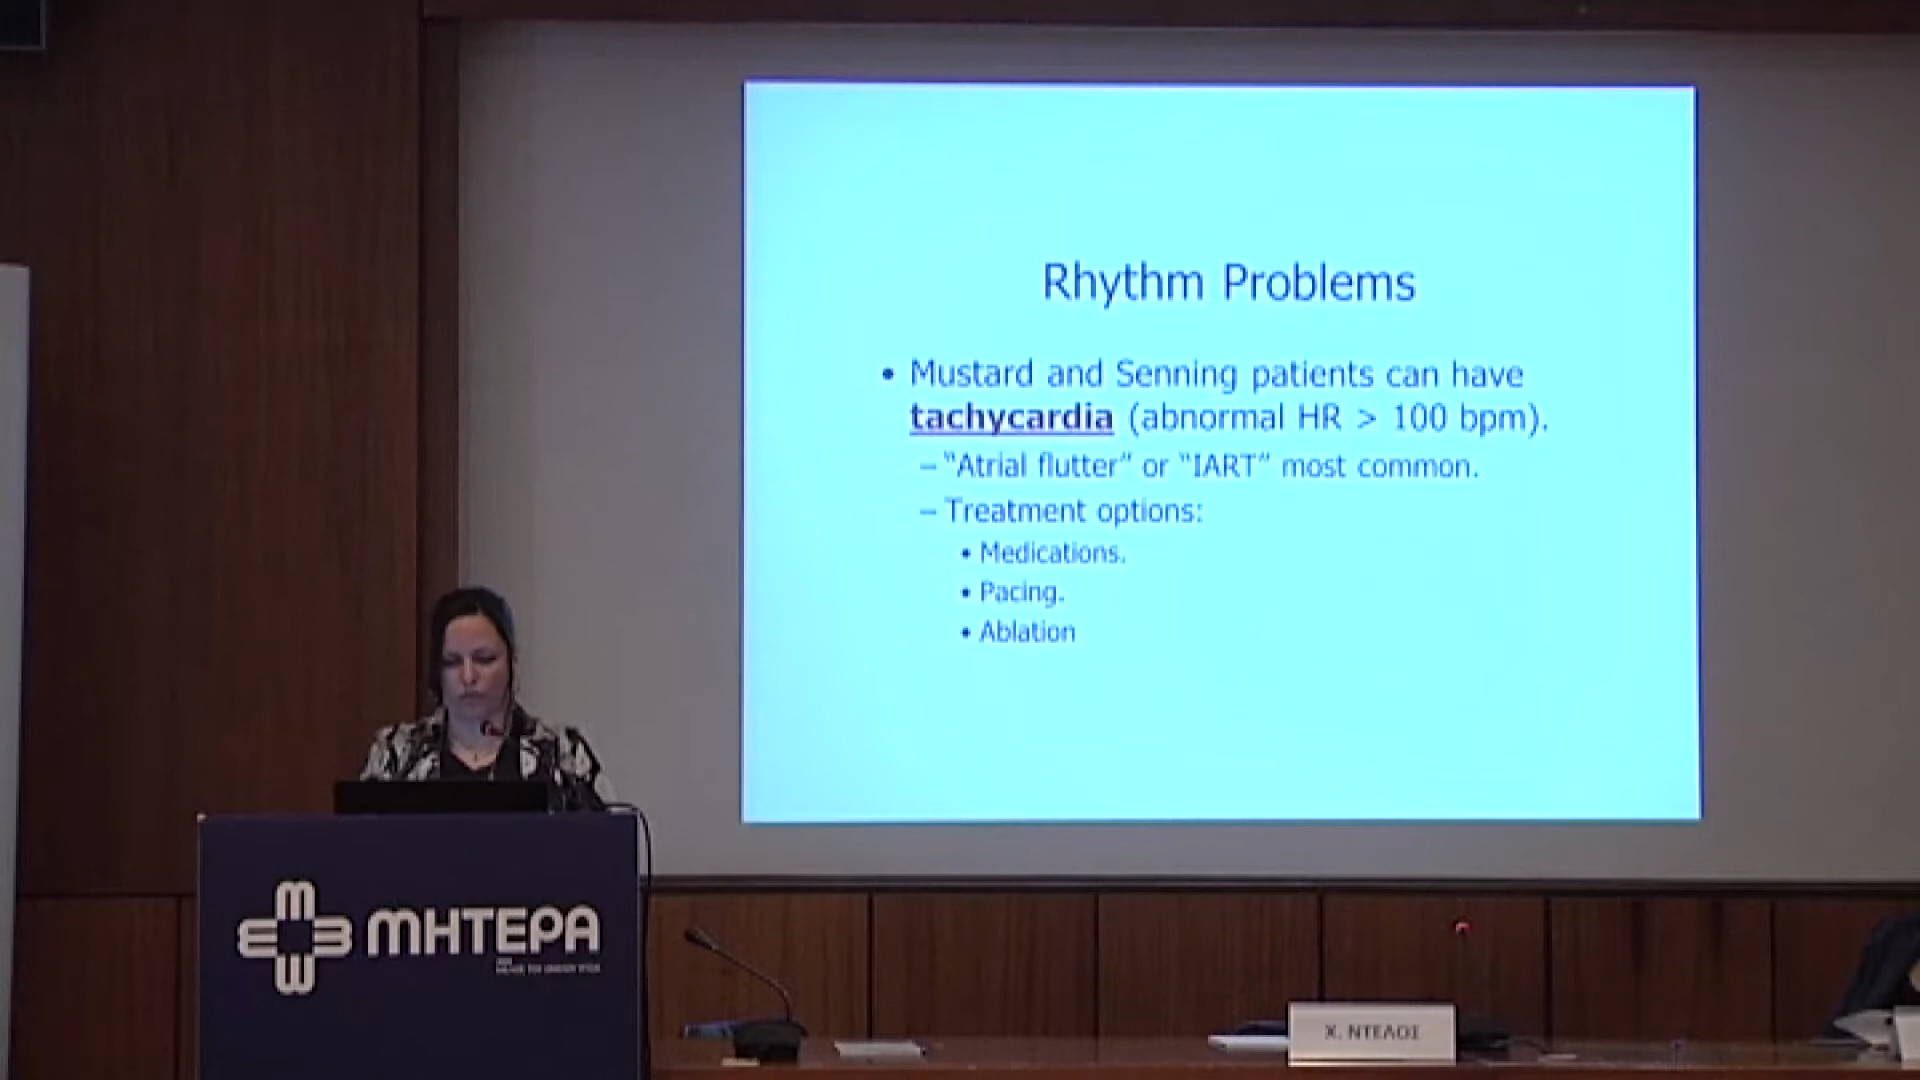 Rhythm Problems
• Mustard and Senning patients can have
tachycardia (abnormal HR > 100 bpm).
– "Atrial flutter" or "IART" most common.
– Treatment options:
• Medications.
• Pacing.
• Ablation
ΜΗΤΕΡΑ
Χ. ΝΤΕΛΟΣ